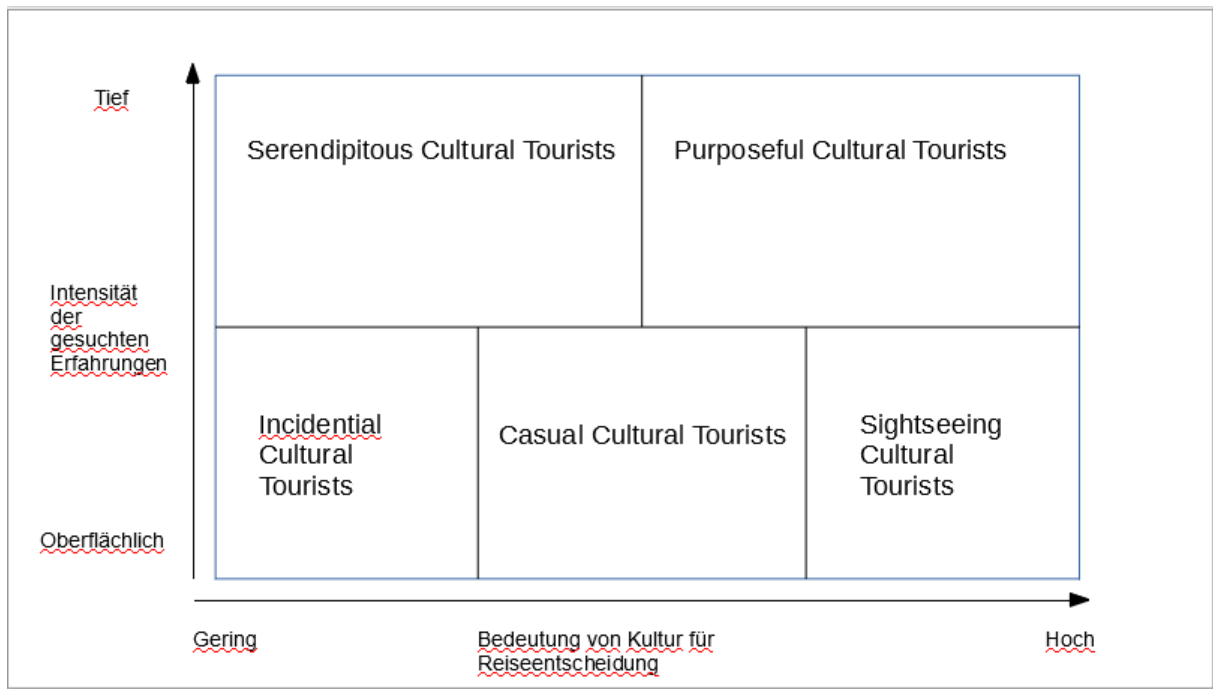 Tief
Serendipitous Cultural Tourists
Purposeful Cultural Tourists
Intensität
der
gesuchten
Erfahrungen
Incidential
Cultural
Tourists
Casual Cultural Tourists
Sightseeing
Cultural
Tourists
Oberflächlich
Gering
Bedeutung von Kultur für
Reiseentscheidung
Hoch